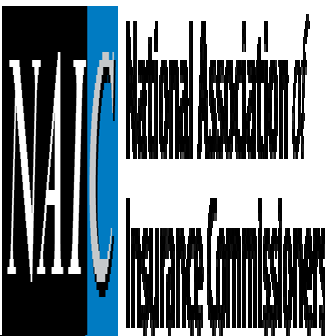 NAIC
National Association of
Insurance Commissioners